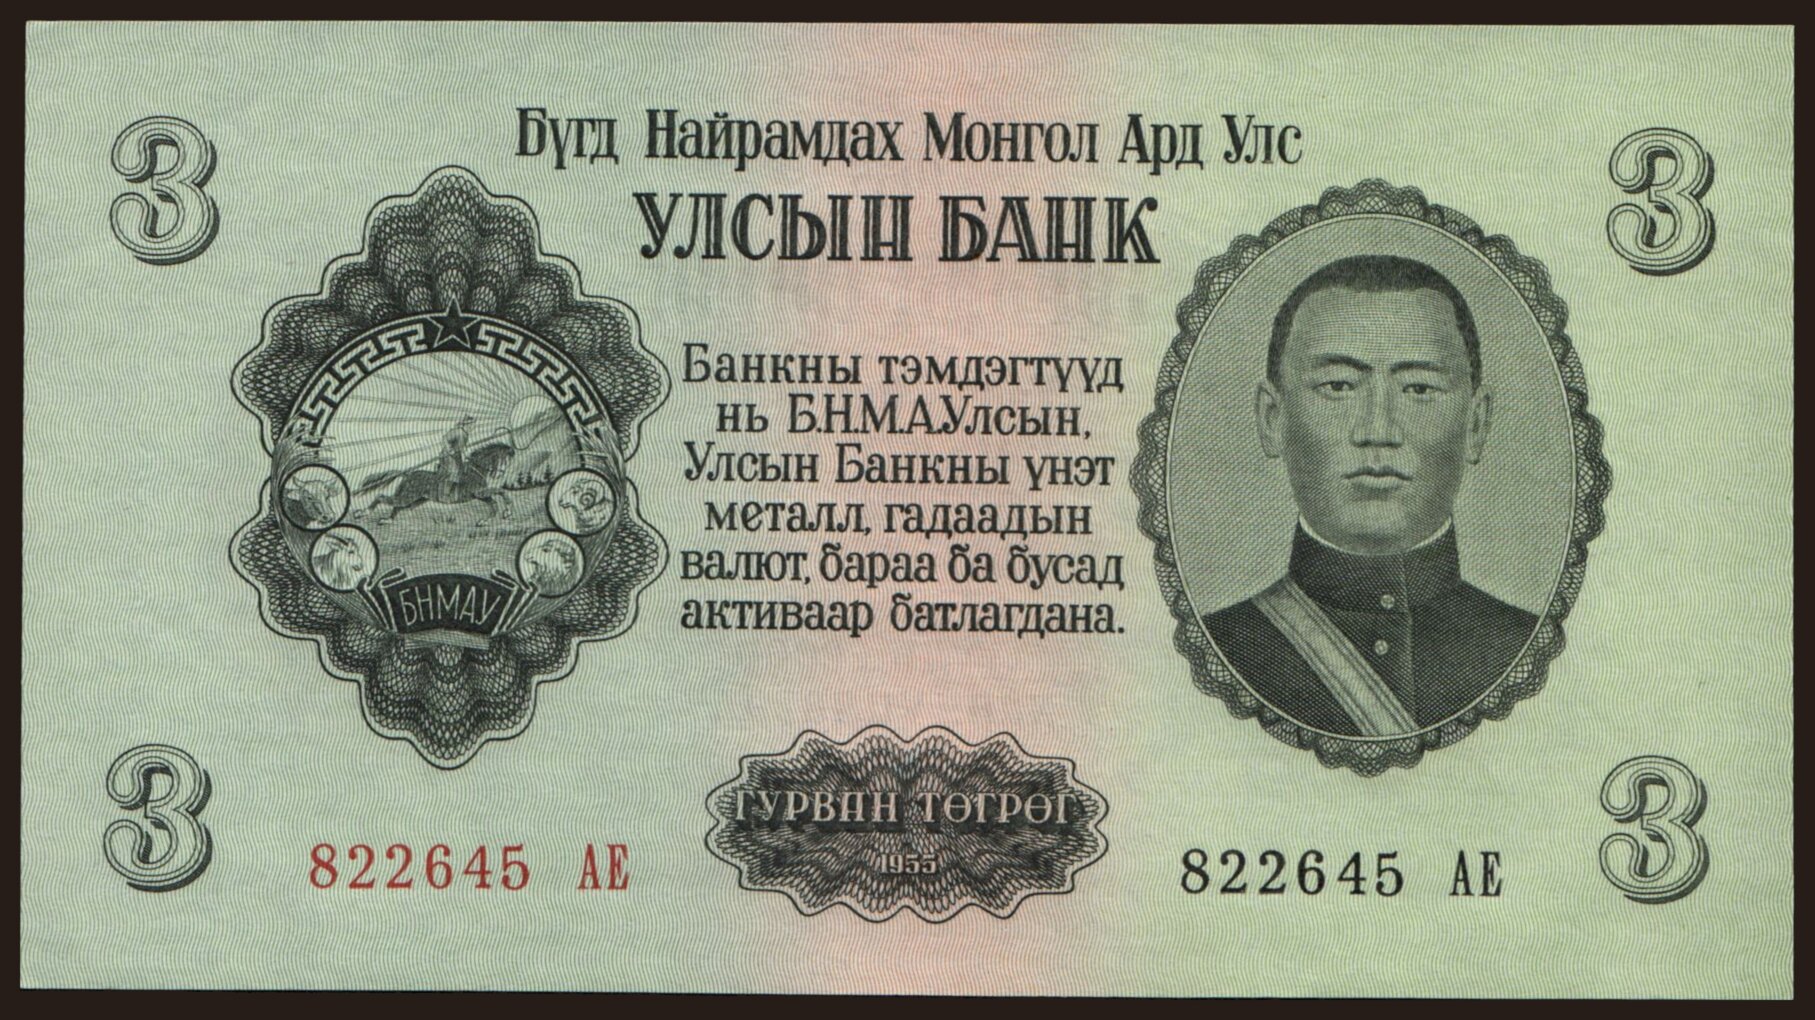 3
3
Бүгд Найрамдах Монгол Ард Улс
УЛСЫН БАНК
Банкны тэмдэгтүүд
нь Б.Н.М.А.Улсын,
Улсын Банкны үнэт
металл, гадаадын
валют, бараа ба бусад
активаар батлагдана.
БНМАУ
ГУРВАН ТӨГРӨГ
1955
3
822645 АЕ
822645 АЕ
3